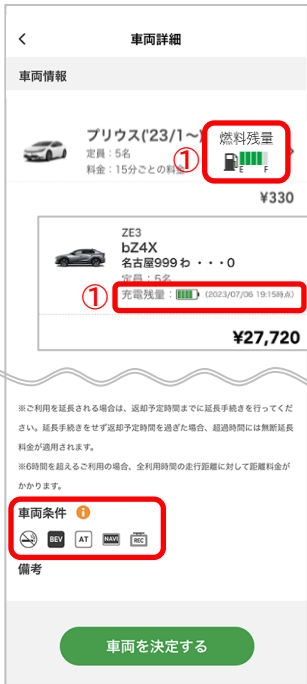 車両詳細
車両情報
プリウス('23/1～)
定員：5名
料金：15分ごとの料金
①
燃料残量
E F
¥330
ZE3
bZ4X
名古屋999 わ ・・・0
定員：5名
① 充電残量： (2023/07/06 19:15時点)
¥27,720
※ご利用を延長される場合は、返却予定時間までに延長手続きを行ってくだ
さい。延長手続きをせず返却予定時間を過ぎた場合、超過時間には無断延長
料金が適用されます。
※6時間を超えるご利用の場合、全利用時間の走行距離に対して距離料金が
かかります。
車両条件 i
BEV AT NAVI REC
備考
車両を決定する